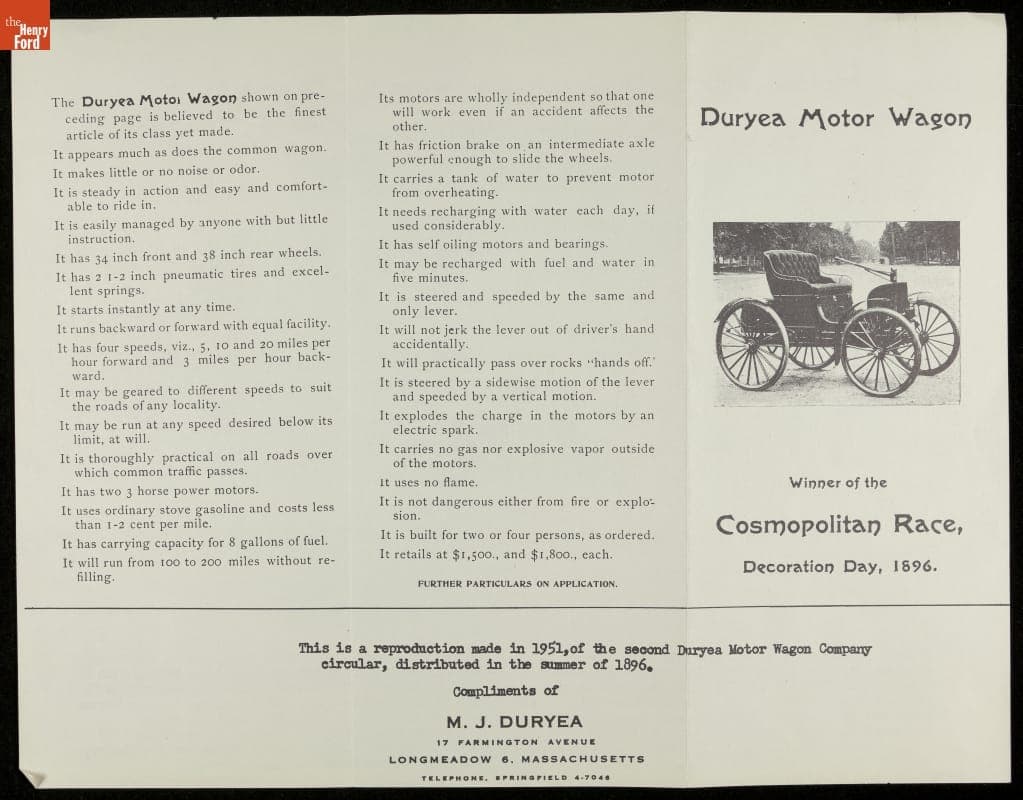 the
Henry
Ford
The Duryea Motor Wagon shown on pre-
ceding page is believed to be the finest
article of its class yet made.
It appears much as does the common wagon.
It makes little or no noise or odor.
It is steady in action and easy and comfort-
able to ride in.
It is easily managed by anyone with but little
instruction.
It has 34 inch front and 38 inch rear wheels.
It has 2 1-2 inch pneumatic tires and excel-
lent springs.
It starts instantly at any time.
It runs backward or forward with equal facility.
It has four speeds, viz., 5, 10 and 20 miles per
hour forward and 3 miles per hour back-
ward.
It may be geared to different speeds to suit
the roads of any locality.
It may be run at any speed desired below its
limit, at will.
It is thoroughly practical on all roads over
which common traffic passes.
It has two 3 horse power motors.
It uses ordinary stove gasoline and costs less
than 1-2 cent per mile.
It has carrying capacity for 8 gallons of fuel.
It will run from 100 to 200 miles without re-
filling.
Its motors are wholly independent so that one
will work even if an accident affects the
other.
It has friction brake on an intermediate axle
powerful enough to slide the wheels.
It carries a tank of water to prevent motor
from overheating.
It needs recharging with water each day, if
used considerably.
It has self oiling motors and bearings.
It may be recharged with fuel and water in
five minutes.
It is steered and speeded by the same and
only lever.
It will not jerk the lever out of driver's hand
accidentally.
It will practically pass over rocks "hands off.'
It is steered by a sidewise motion of the lever
and speeded by a vertical motion.
It explodes the charge in the motors by an
electric spark.
It carries no gas nor explosive vapor outside
of the motors.
It uses no flame.
It is not dangerous either from fire or explo-
sion.
It is built for two or four persons, as ordered.
It retails at $1,500., and $1,800., each.
FURTHER PARTICULARS ON APPLICATION.
Duryea Motor Wagon
Winner of the
Cosmopolitan Race,
Decoration Day, 1896.
This is a reproduction made in 1951,of the second Duryea Motor Wagon Company
circular, distributed in the summer of 1896.
Compliments of
M. J. DURYEA
17 FARMINGTON AVENUE
LONGMEADOW 6, MASSACHUSETTS
TELEPHONE, SPRINGFIELD 4-7046